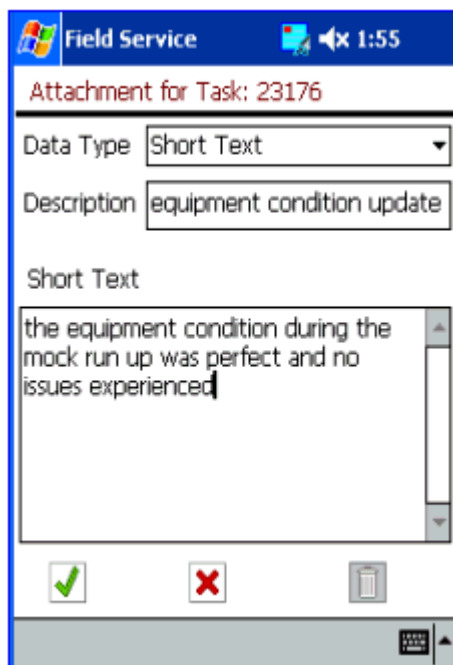 Field Service 1:55
Attachment for Task: 23176
Data Type Short Text
Description equipment condition update
Short Text
the equipment condition during the
mock run up was perfect and no
issues experienced